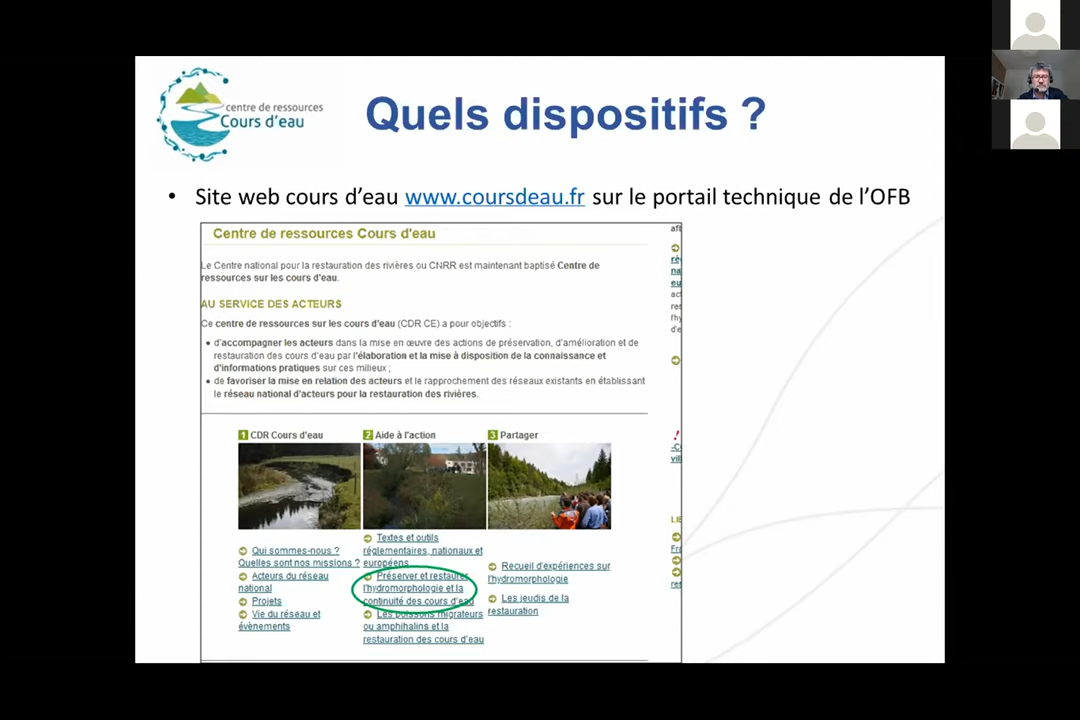 centre de ressources
Cours d'eau
Quels dispositifs ?
• Site web cours d'eau www.coursdeau.fr sur le portail technique de l'OFB
Centre de ressources Cours d'eau
Le Centre national pour la restauration des rivières ou CNRR est maintenant baptisé Centre de
ressources sur les cours d'eau.
AU SERVICE DES ACTEURS
Ce centre de ressources sur les cours d'eau (CDR CE) a pour objectifs :
• d'accompagner les acteurs dans la mise en œuvre des actions de préservation, d'amélioration et de
restauration des cours d'eau par l'élaboration et la mise à disposition de la connaissance et
d'informations pratiques sur ces milieux ;
• de favoriser la mise en relation des acteurs et le rapprochement des réseaux existants en établissant
le réseau national d'acteurs pour la restauration des rivières.
1 CDR Cours d'eau
Qui sommes-nous ?
Quelles sont nos missions ?
Acteurs du réseau
national
Projets
Vie du réseau et
évènements
2 Aide à l'action
Textes et outils
réglementaires, nationaux et
européens
Préserver et restaurer
l'hydromorphologie et la
continuité des cours d'eau
Les poissons migrateurs
ou amphihalins et la
restauration des cours d'eau
3 Partager
Recueil d'expériences sur
l'hydromorphologie
Les jeudis de la
restauration